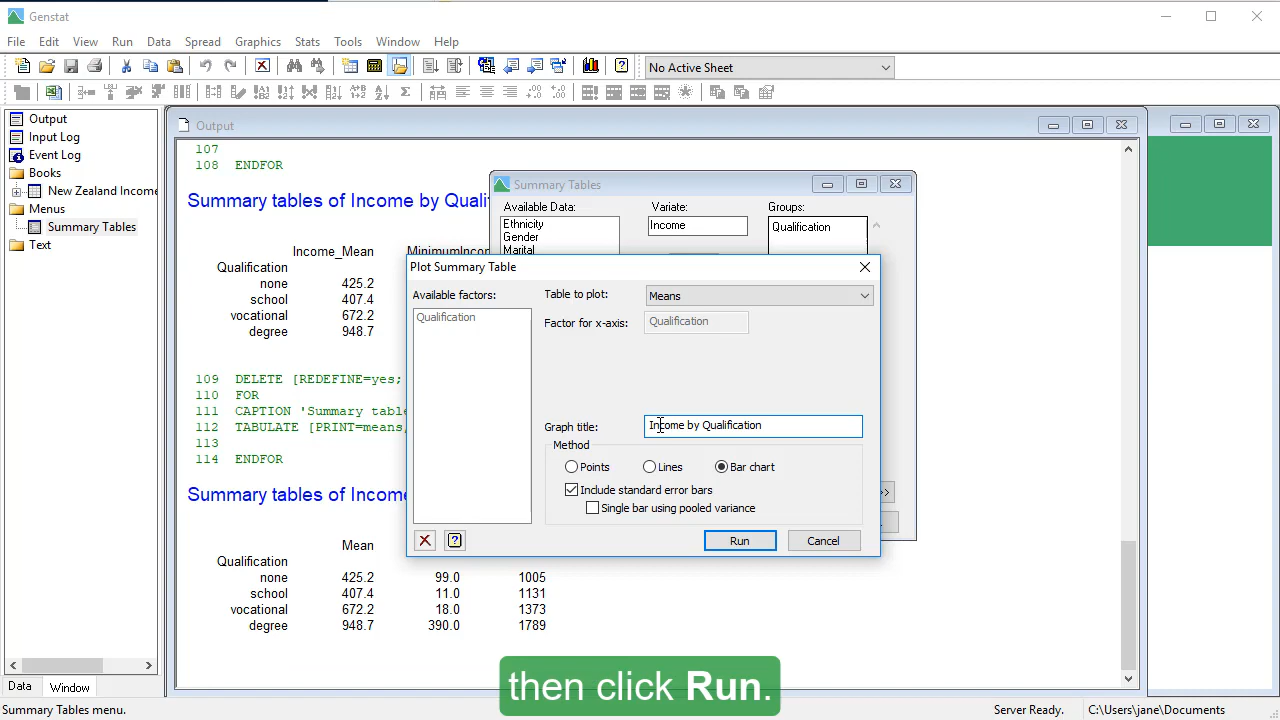 Genstat
File Edit View Run Data Spread Graphics Stats Tools Window Help
No Active Sheet
Output
Input Log
Event Log
Books
New Zealand Income
Menus
Summary Tables
Text
Data Window
Output
107
108 ENDFOR
Summary tables of Income by Quali
Income_Mean MinimumIncom
Qualification
none 425.2
school 407.4
vocational 672.2
degree 948.7
109 DELETE [REDEFINE=yes;
110 FOR
111 CAPTION 'Summary table
112 TABULATE [PRINT=means,
113
114 ENDFOR
Summary tables of Income
Mean
Qualification
none 425.2 99.0 1005
school 407.4 11.0 1131
vocational 672.2 18.0 1373
degree 948.7 390.0 1789
Summary Tables
Available Data: Variate: Groups:
Ethnicity Income Qualification
Gender
Marital
>>
Plot Summary Table
Available factors: Table to plot: Means
Qualification Factor for x-axis: Qualification
Graph title: Income by Qualification
Method
Points Lines Bar chart
Include standard error bars
Single bar using pooled variance
Run Cancel
then click Run.
Summary Tables menu. Server Ready. C:\Users\jane\Documents